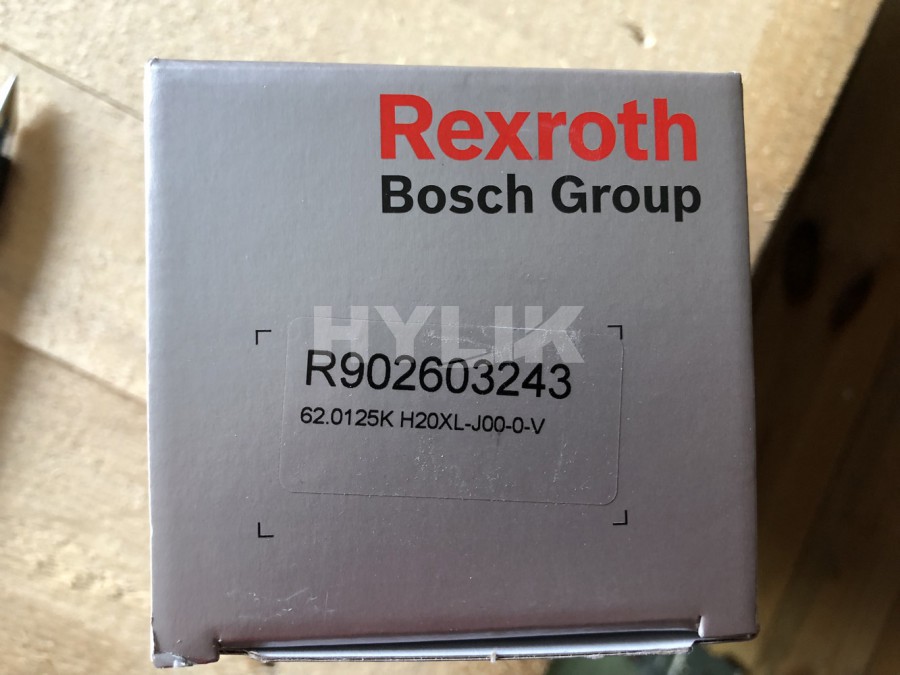 Rexroth
Bosch Group
HYLIK
R902603243
62.0125K H20XL-J00-0-V